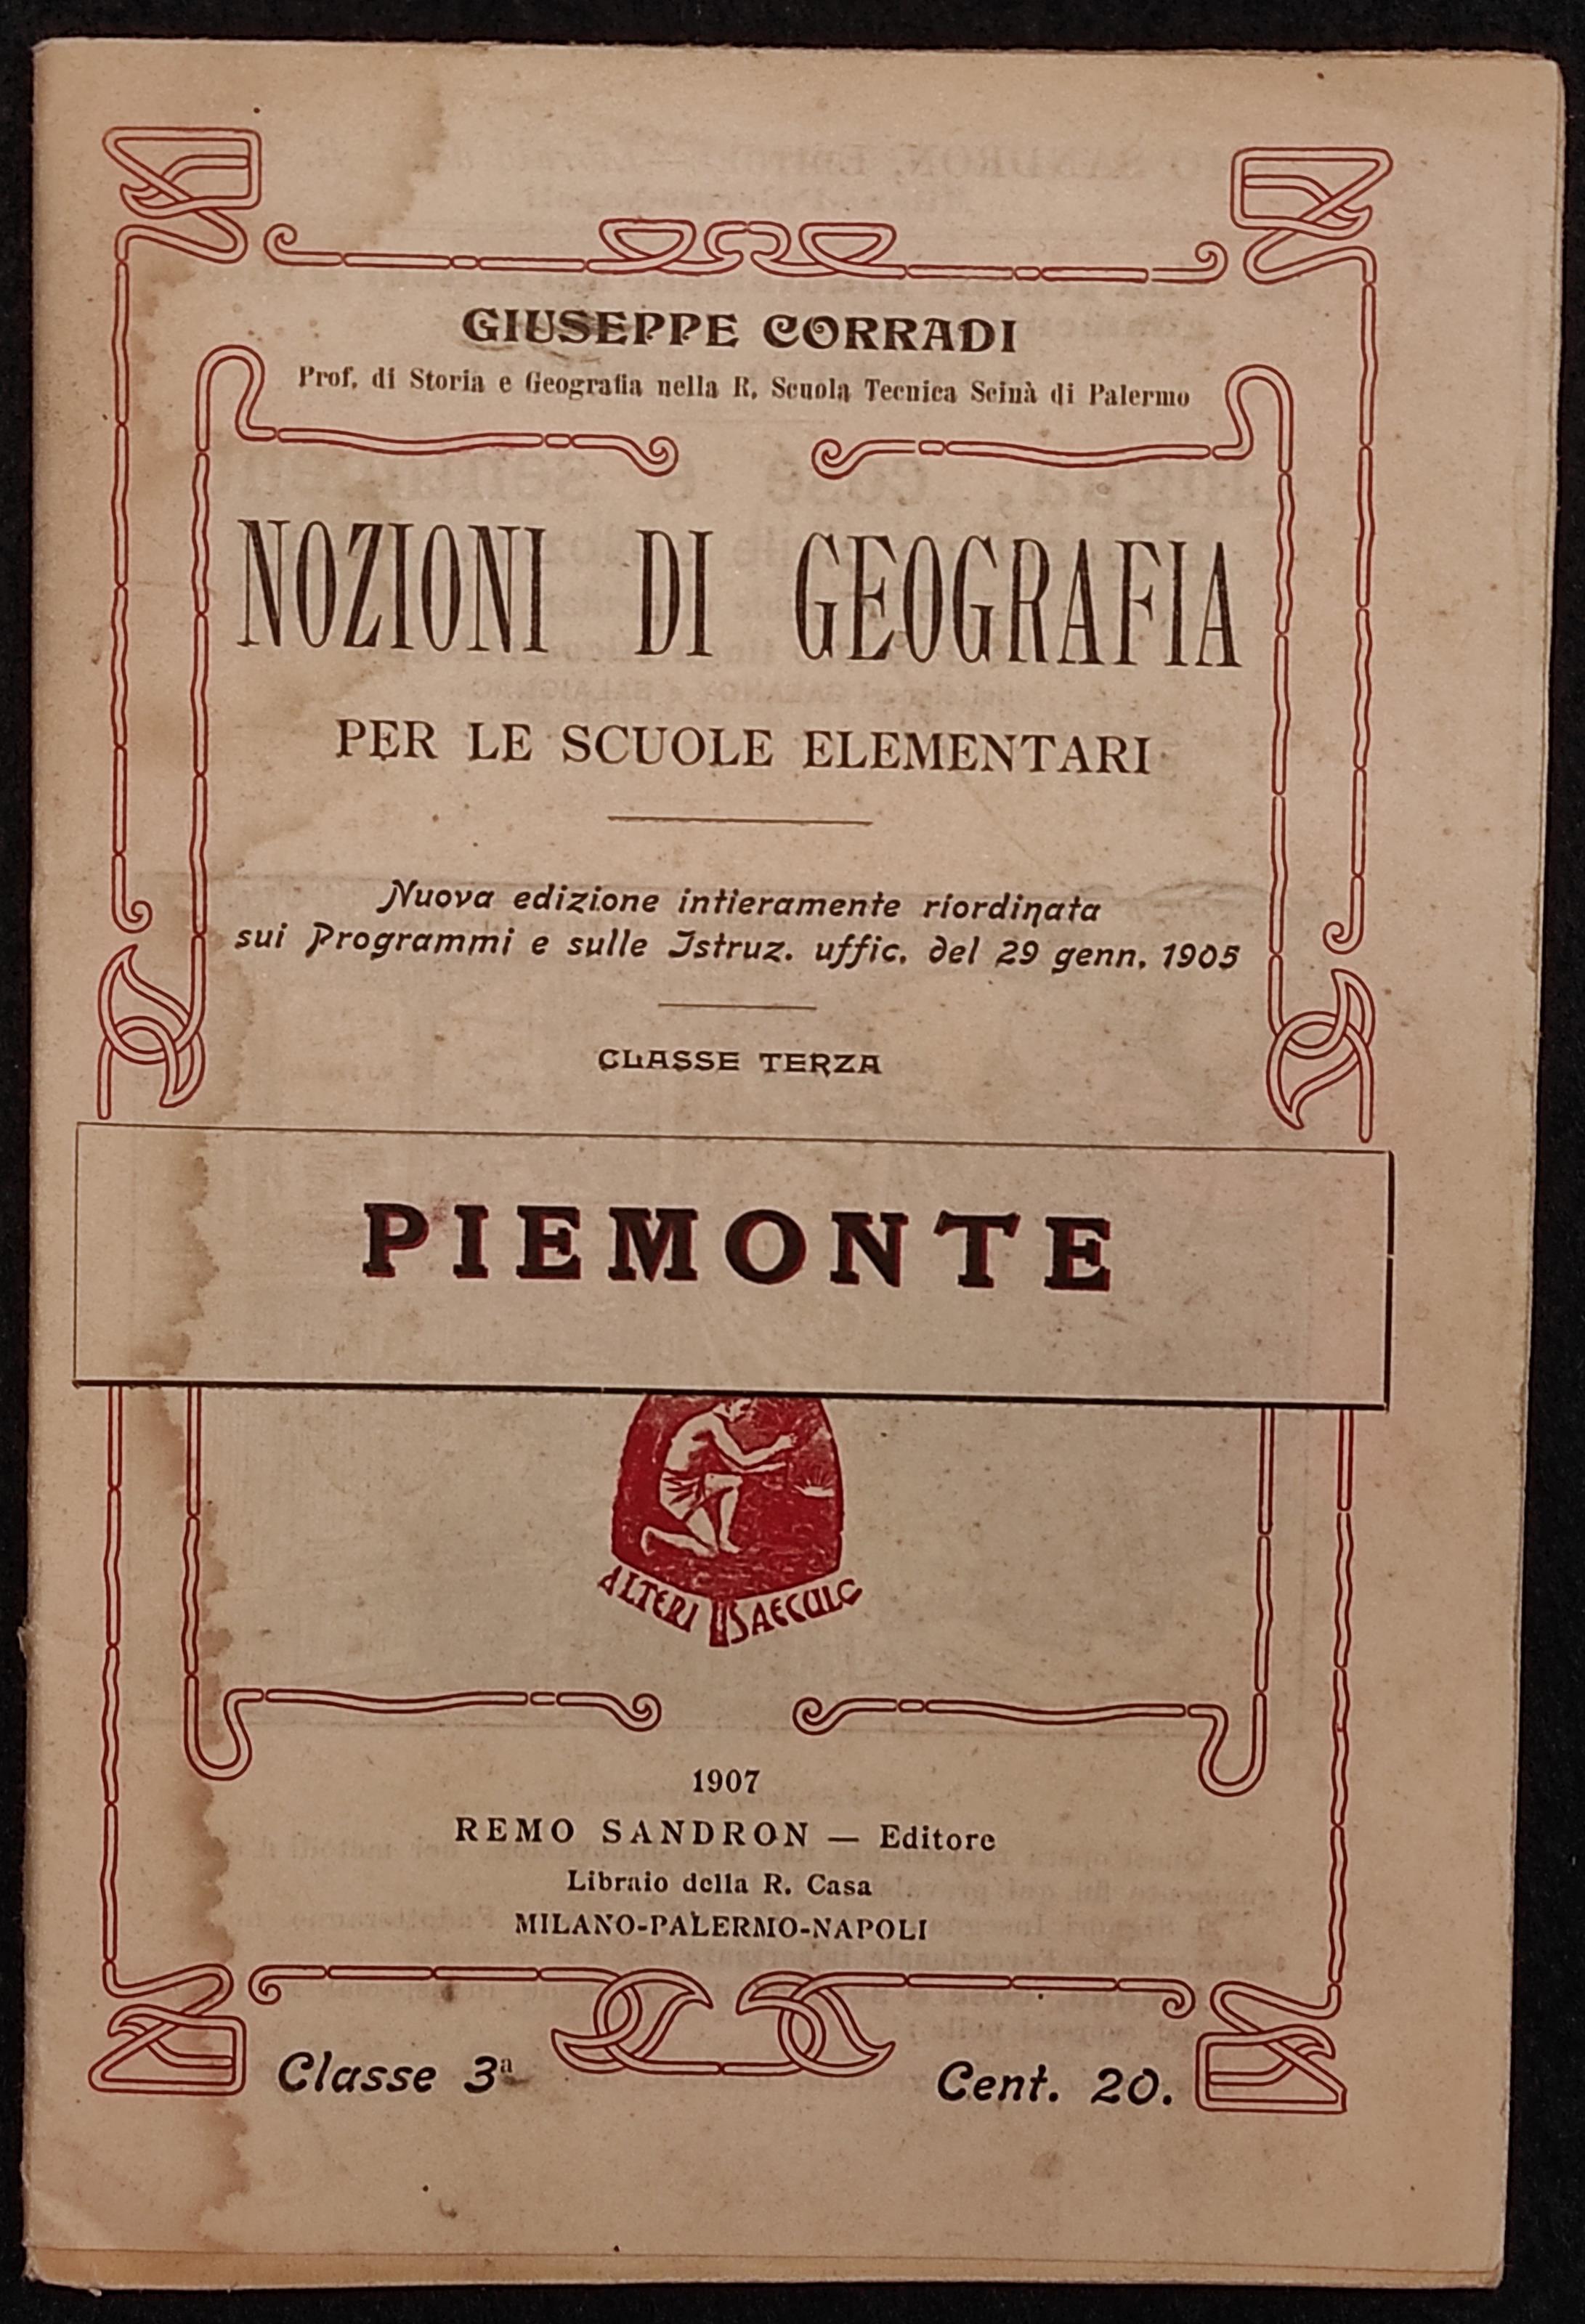 GIUSEPPE CORRADI
Prof. di Storia e Geografia nella R. Scuola Tecnica Scinà di Palermo
NOZIONI DI GEOGRAFIA
PER LE SCUOLE ELEMENTARI
Nuova edizione intieramente riordinata
sui Programmi e sulle Istruz. uffic. del 29 genn. 1905
CLASSE TERZA
PIEMONTE
ALTERI SAECULO
1907
REMO SANDRON — Editore
Libraio della R. Casa
MILANO-PALERMO-NAPOLI
Classe 3ª
Cent. 20.